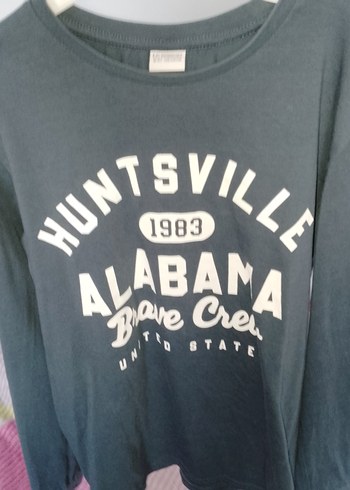 HUNTSVILLE
1983
ALABAMA
Brave Crew
UNITED STATE